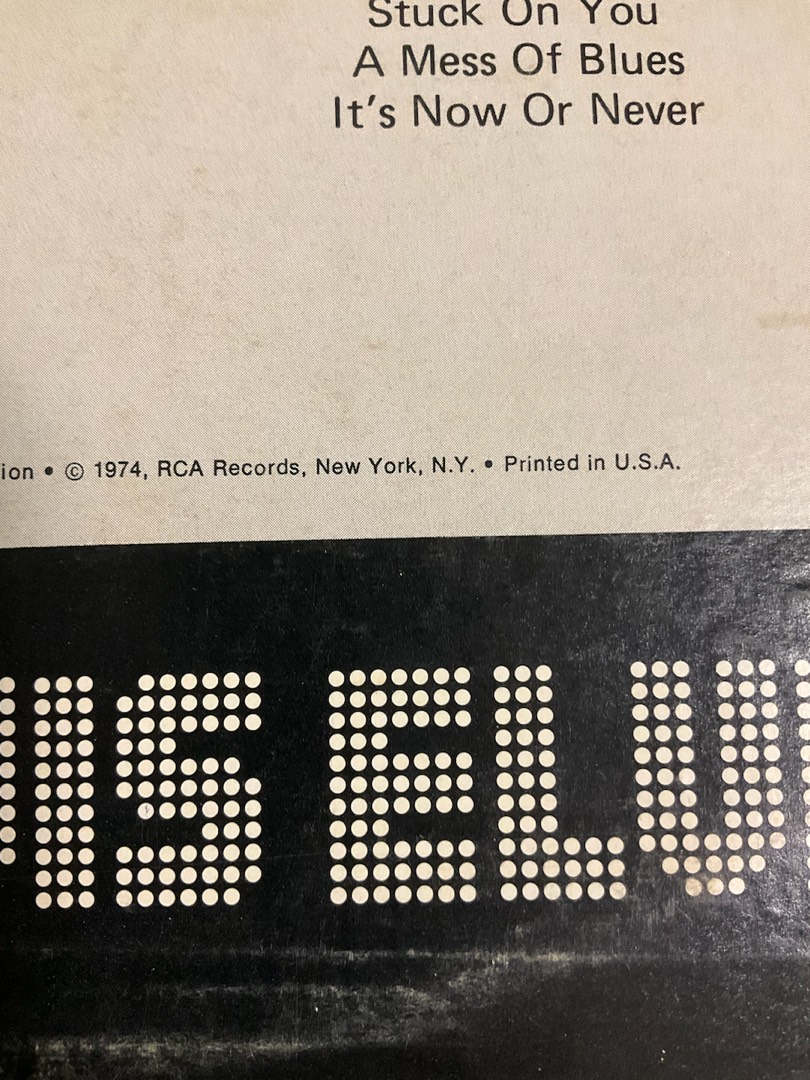 Stuck On You
A Mess Of Blues
It's Now Or Never
ion • © 1974, RCA Records, New York, N.Y. • Printed in U.S.A.
IS ELV